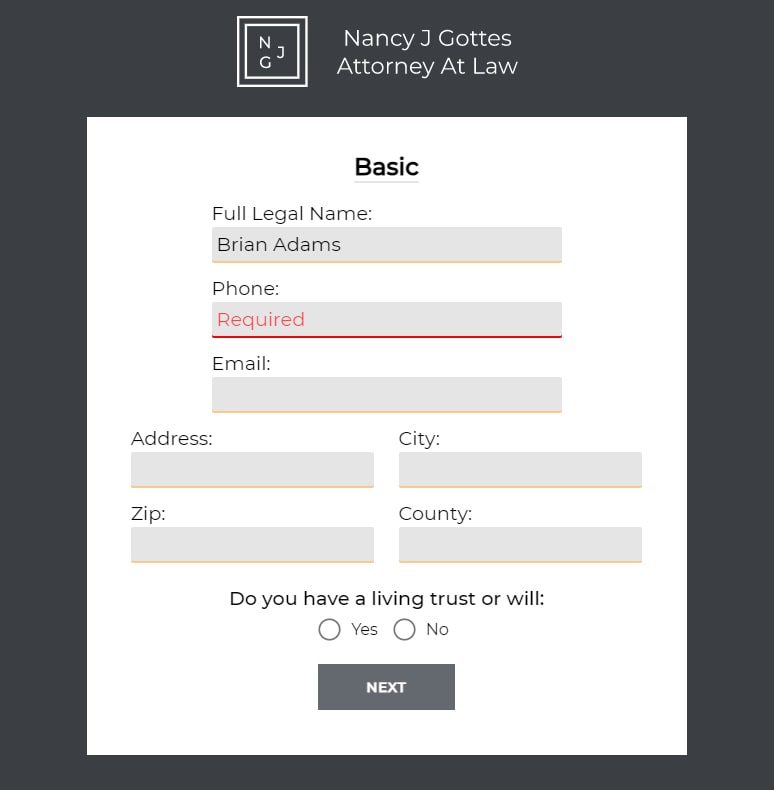 N
J
G
Nancy J Gottes
Attorney At Law
Basic
Full Legal Name:
Brian Adams
Phone:
Required
Email:
Address:
City:
Zip:
County:
Do you have a living trust or will:
Yes No
NEXT